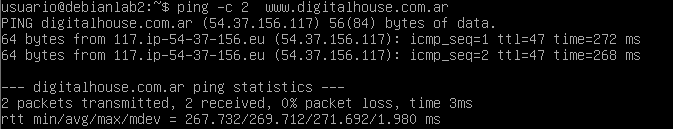 usuario@debianlab2:~$ ping -c 2  www.digitalhouse.com.ar
PING digitalhouse.com.ar (54.37.156.117) 56(84) bytes of data.
64 bytes from 117.ip-54-37-156.eu (54.37.156.117): icmp_seq=1 ttl=47 time=272 ms
64 bytes from 117.ip-54-37-156.eu (54.37.156.117): icmp_seq=2 ttl=47 time=268 ms

--- digitalhouse.com.ar ping statistics ---
2 packets transmitted, 2 received, 0% packet loss, time 3ms
rtt min/avg/max/mdev = 267.732/269.712/271.692/1.980 ms